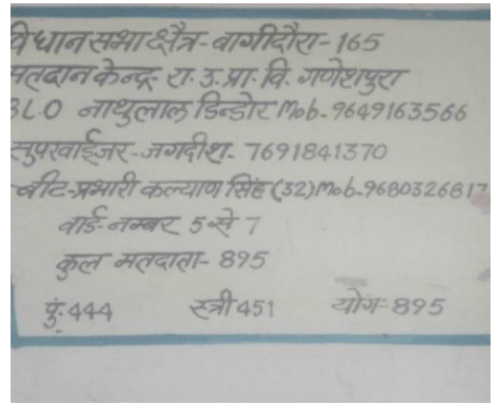 विधानसभा क्षैत्र- बागीदौरा-165
मतदान केन्द्र- रा. उ. प्रा. वि. गणेशपुरा
BLO नाथुलाल डिन्डोर Mob-9649163566
सुपरवाईजर-जगदीश- 7691841370
बीट-प्रभारी कल्याण सिंह (32) Mob-9680326817
वार्ड-नम्बर 5 से 7
कुल मतदाता- 895
पुं.444 स्त्री 451 योग-895